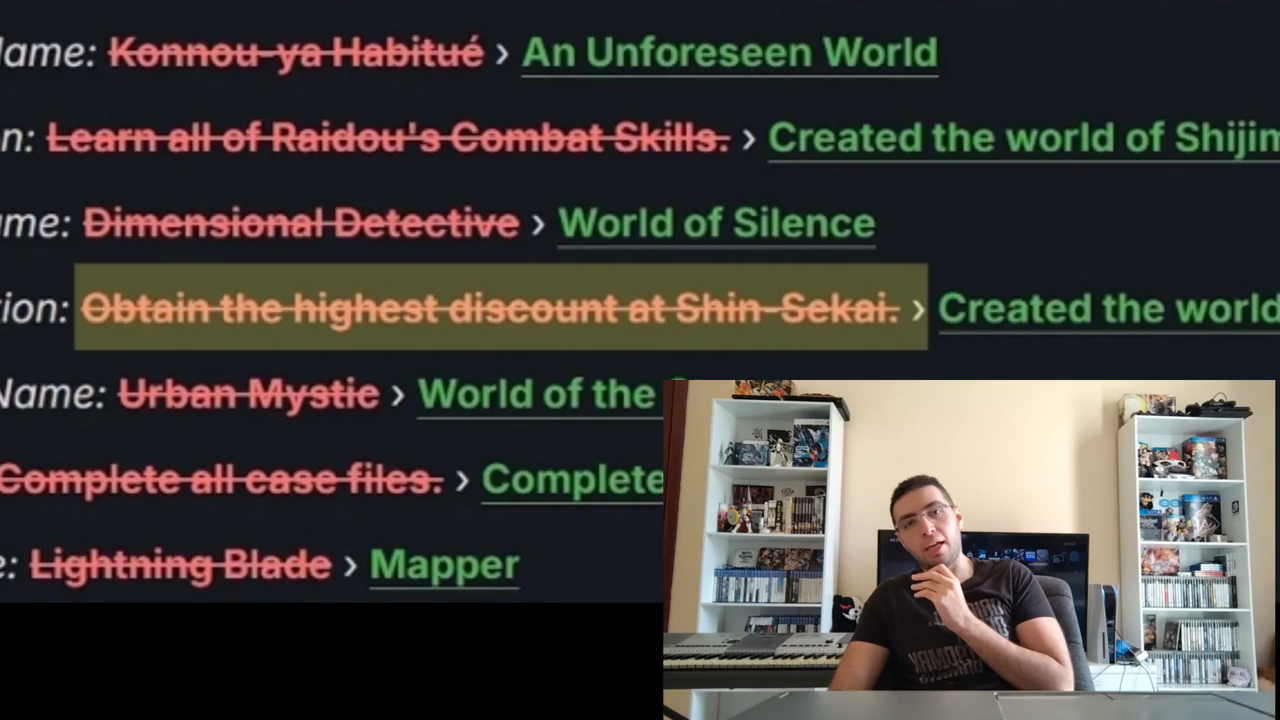 Name: Konnou-ya Habitué › An Unforeseen World
n: Learn all of Raidou's Combat Skills. › Created the world of Shijim
ame: Dimensional Detective › World of Silence
tion: Obtain the highest discount at Shin-Sekai. › Created the world
Name: Urban Mystic › World of the
Complete all case files. › Complete
e: Lightning Blade › Mapper